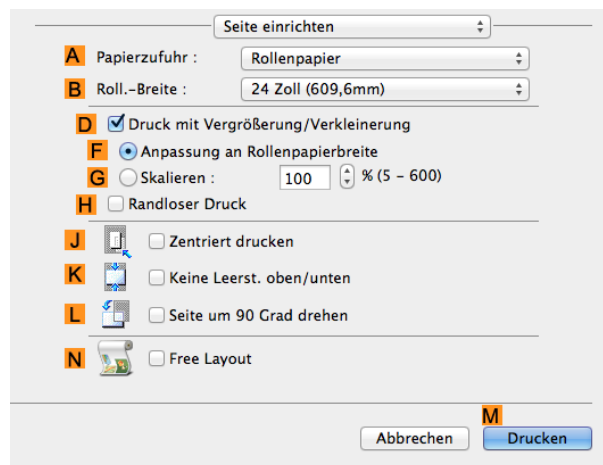 Seite einrichten
A Papierzufuhr : Rollenpapier
B Roll.-Breite : 24 Zoll (609,6mm)
D Druck mit Vergrößerung/Verkleinerung
F Anpassung an Rollenpapierbreite
G Skalieren : 100 % (5 - 600)
H Randloser Druck
J Zentriert drucken
K Keine Leerst. oben/unten
L Seite um 90 Grad drehen
N Free Layout
M
Abbrechen Drucken